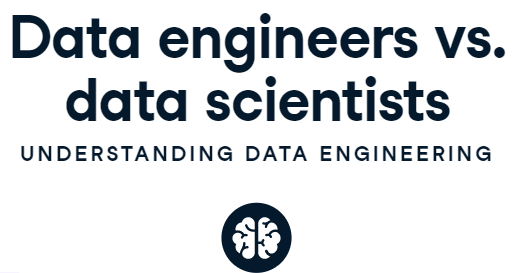 Data engineers vs.
data scientists
UNDERSTANDING DATA ENGINEERING